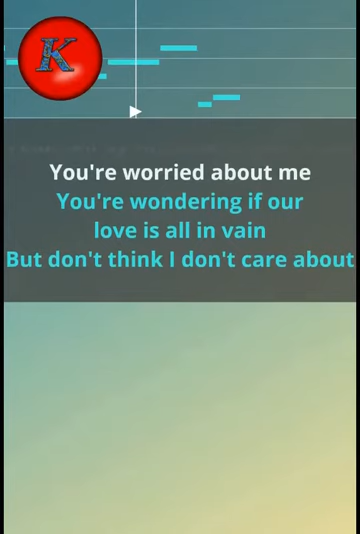 K
You're worried about me
You're wondering if our
love is all in vain
But don't think I don't care about